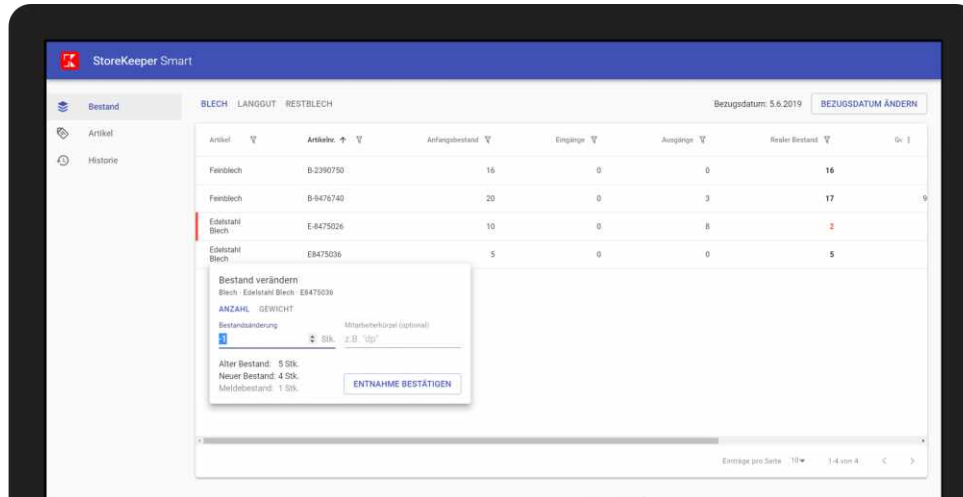 StoreKeeper Smart
Bestand
Artikel
Historie
BLECH LANGGUT RESTBLECH
Bezugsdatum: 5.6.2019 BEZUGSDATUM ÄNDERN
Artikel Artikelnr. Anfangsbestand Eingänge Ausgänge Realer Bestand
Feinblech B-2390750 16 0 0 16
Feinblech B-9476740 20 0 3 17 9
Edelstahl
Blech E-8475026 10 0 8 2
Edelstahl
Blech E8475036 5 0 0 5
Bestand verändern
Blech - Edelstahl Blech - E8475036
ANZAHL GEWICHT
Bestandsänderung Mitarbeiterkürzel (optional)
-1 Stk. z.B. "dp"
Alter Bestand: 5 Stk.
Neuer Bestand: 4 Stk.
Meldebestand: 1 Stk.
ENTNAHME BESTÄTIGEN
Einträge pro Seite 10 1-4 von 4